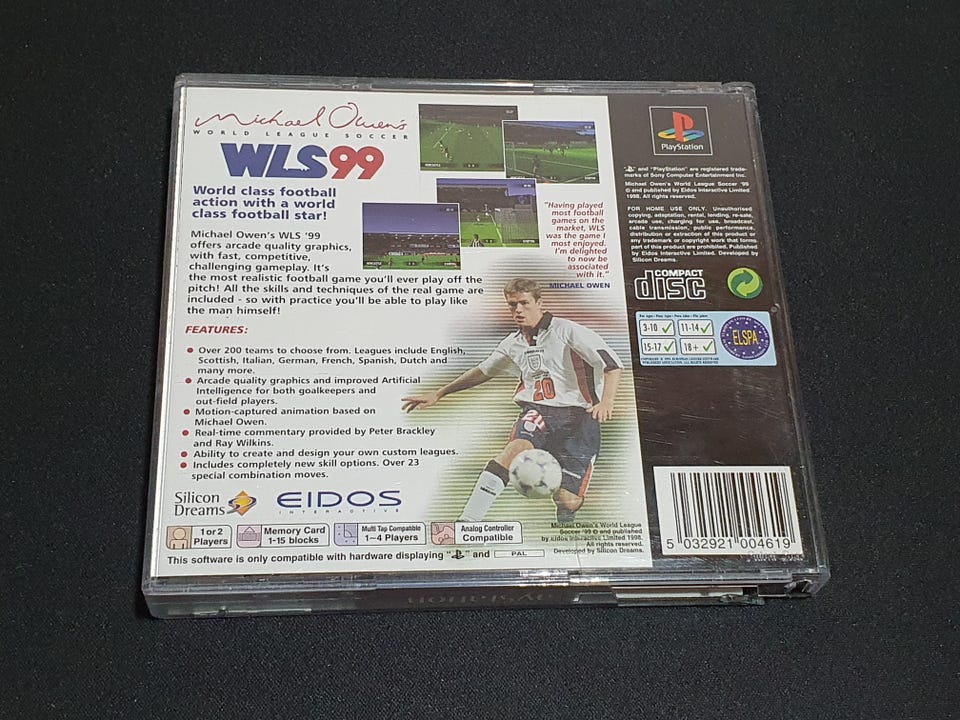 Michael Owen's
WORLD LEAGUE SOCCER
WLS99
World class football
action with a world
class football star!
Michael Owen's WLS '99
offers arcade quality graphics,
with fast, competitive,
challenging gameplay. It's
the most realistic football game you'll ever play off the
pitch! All the skills and techniques of the real game are
included - so with practice you'll be able to play like
the man himself!
"Having played
most football
games on the
market, WLS
was the game I
most enjoyed.
I'm delighted
to now be
associated
with it."
MICHAEL OWEN
FEATURES:
Over 200 teams to choose from. Leagues include English,
Scottish, Italian, German, French, Spanish, Dutch and
many more.
Arcade quality graphics and improved Artificial
Intelligence for both goalkeepers and
out-field players.
Motion-captured animation based on
Michael Owen.
Real-time commentary provided by Peter Brackley
and Ray Wilkins.
Ability to create and design your own custom leagues.
Includes completely new skill options. Over 23
special combination moves.
20
Silicon
Dreams
EIDOS
INTERACTIVE
1 or 2
Players
Memory Card
1-15 blocks
Multi Tap Compatible
1~4 Players
Analog Controller
Compatible
This software is only compatible with hardware displaying "PS" and PAL
Michael Owen's World League
Soccer '99 © and published by
Eidos Interactive Limited 1998.
All rights reserved.
Developed by Silicon Dreams.
PlayStation
and "PlayStation" are registered trade-
marks of Sony Computer Entertainment Inc.
Michael Owen's World League Soccer '99
© and published by Eidos Interactive Limited
1998. All rights reserved.
FOR HOME USE ONLY. Unauthorised
copying, adaptation, rental, lending, re-sale,
arcade use, charging for use, broadcast,
cable transmission, public performance,
distribution or extraction of this product or
any trademark or copyright work that forms
part of this product are prohibited. Published
by Eidos Interactive Limited. Developed by
Silicon Dreams.
COMPACT
disc
3-10
11-14
15-17
18+
ELSPA
5 032921 004619